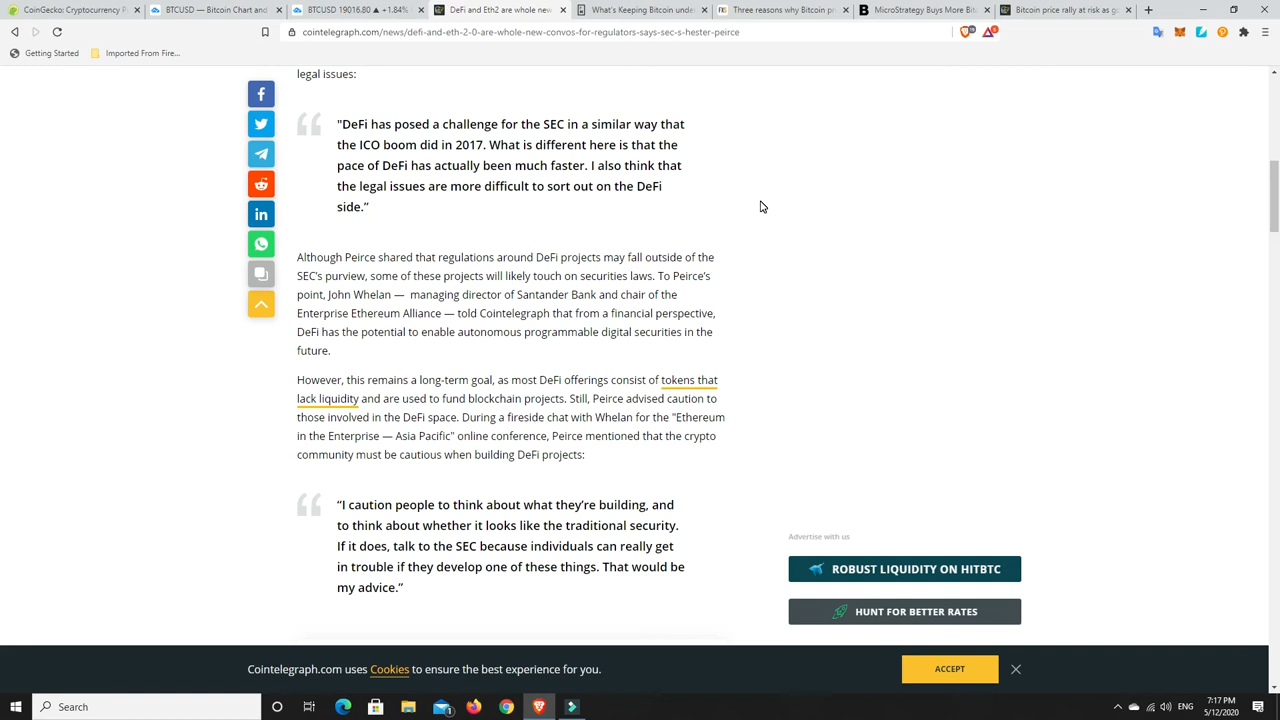 CoinGecko: Cryptocurrency P
BTCUSD — Bitcoin Chart and
BTCUSD 19016.80 ▲ +1.84%
DeFi and Eth2 are whole new
What's Keeping Bitcoin unde
Three reasons why Bitcoin pr
MicroStrategy Buys More Bit
Bitcoin price rally at risk as go
cointelegraph.com/news/defi-and-eth-2-0-are-whole-new-convos-for-regulators-says-sec-s-hester-peirce
Getting Started
Imported From Fire...
legal issues:
"DeFi has posed a challenge for the SEC in a similar way that
the ICO boom did in 2017. What is different here is that the
pace of DeFi has actually been much faster. I also think that
the legal issues are more difficult to sort out on the DeFi
side.”
Although Peirce shared that regulations around DeFi projects may fall outside of the
SEC’s purview, some of these projects will likely touch on securities laws. To Peirce’s
point, John Whelan — managing director of Santander Bank and chair of the
Enterprise Ethereum Alliance — told Cointelegraph that from a financial perspective,
DeFi has the potential to enable autonomous programmable digital securities in the
future.
However, this remains a long-term goal, as most DeFi offerings consist of tokens that
lack liquidity and are used to fund blockchain projects. Still, Peirce advised caution to
those involved in the DeFi space. During a fireside chat with Whelan for the "Ethereum
in the Enterprise — Asia Pacific" online conference, Peirce mentioned that the crypto
community must be cautious when building DeFi projects:
“I caution people to think about what they’re building, and
to think about whether it looks like the traditional security.
If it does, talk to the SEC because individuals can really get
in trouble if they develop one of these things. That would be
my advice.”
Advertise with us
ROBUST LIQUIDITY ON HITBTC
HUNT FOR BETTER RATES
Cointelegraph.com uses Cookies to ensure the best experience for you.
ACCEPT
Search
ENG
7:17 PM
5/12/2020